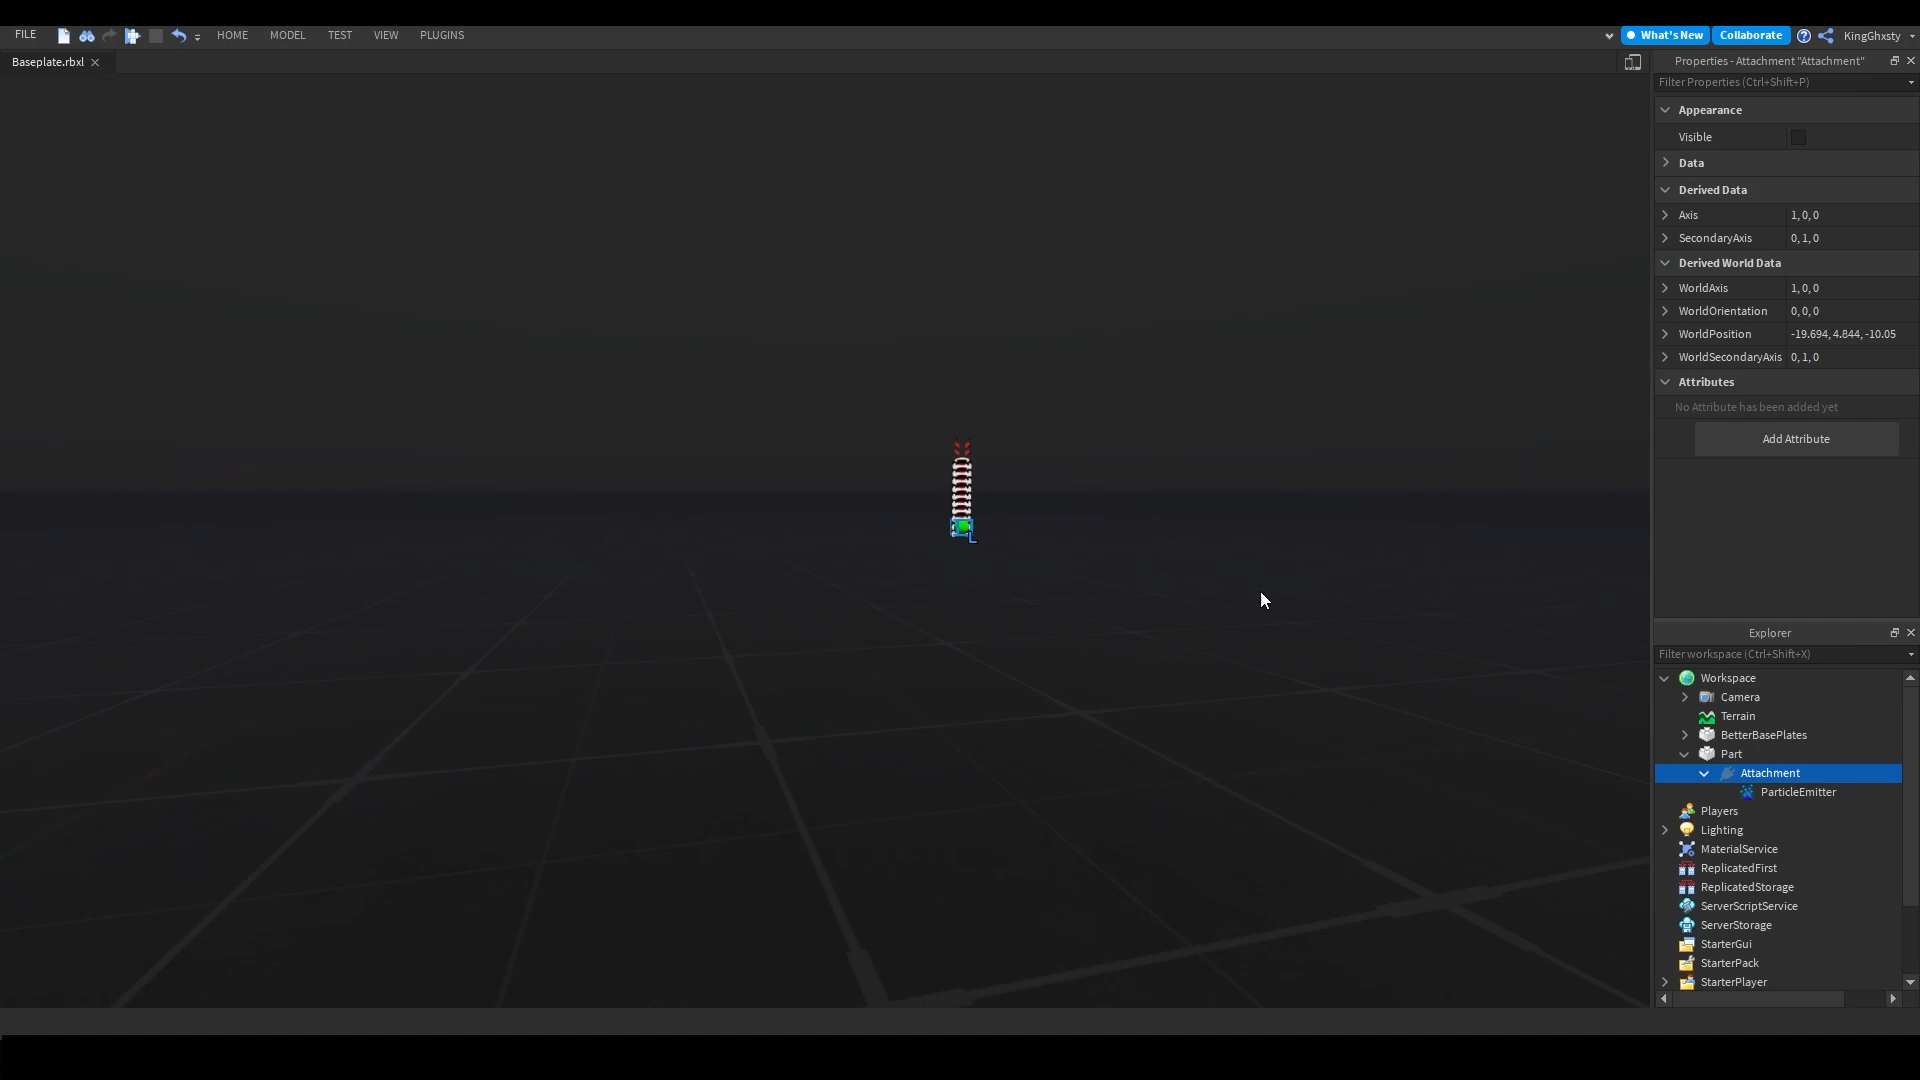 FILE HOME MODEL TEST VIEW PLUGINS What's New Collaborate KingGhxsty
Baseplate.rbxl
Properties - Attachment "Attachment"
Filter Properties (Ctrl+Shift+P)
Appearance
Visible
Data
Derived Data
Axis 1, 0, 0
SecondaryAxis 0, 1, 0
Derived World Data
WorldAxis 1, 0, 0
WorldOrientation 0, 0, 0
WorldPosition -19.694, 4.844, -10.05
WorldSecondaryAxis 0, 1, 0
Attributes
No Attribute has been added yet
Add Attribute
Explorer
Filter workspace (Ctrl+Shift+X)
Workspace
Camera
Terrain
BetterBasePlates
Part
Attachment
ParticleEmitter
Players
Lighting
MaterialService
ReplicatedFirst
ReplicatedStorage
ServerScriptService
ServerStorage
StarterGui
StarterPack
StarterPlayer